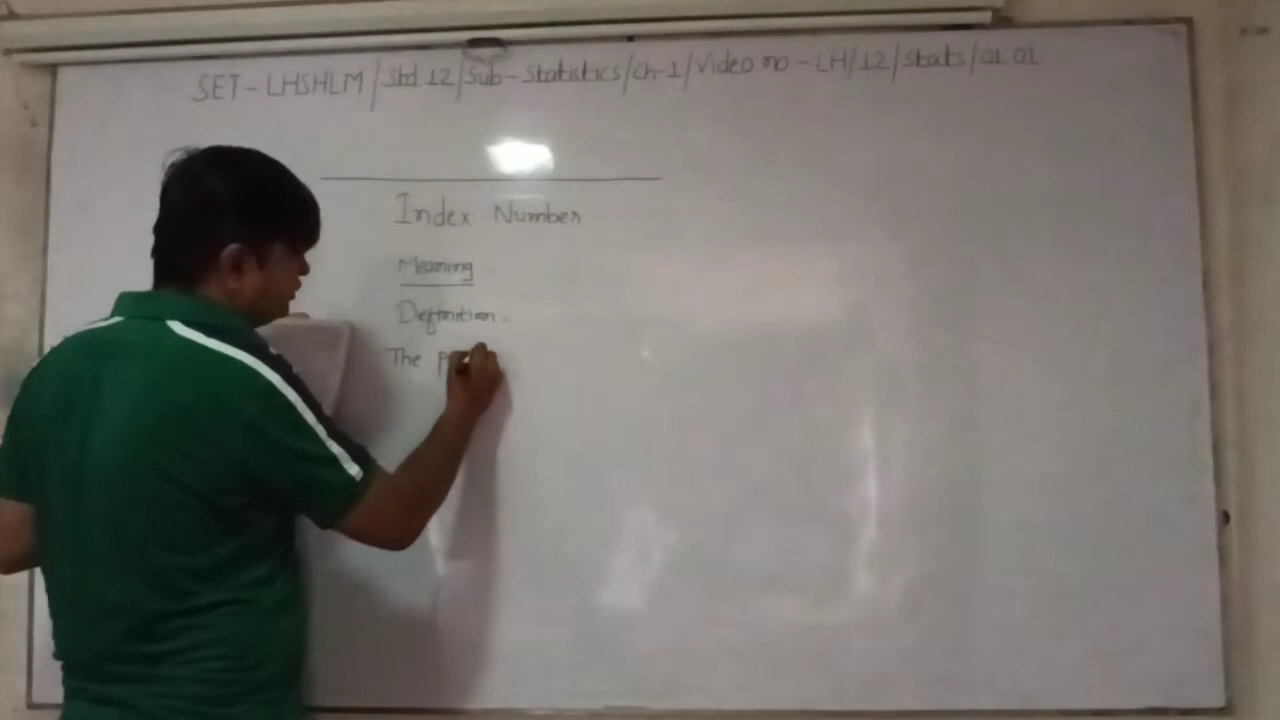 SET - LHSHLM / Std 12 / Sub - Statistics / Ch-1 / Video no - LH/12/Stats/01 01
Index Number
Meaning
Definition
The